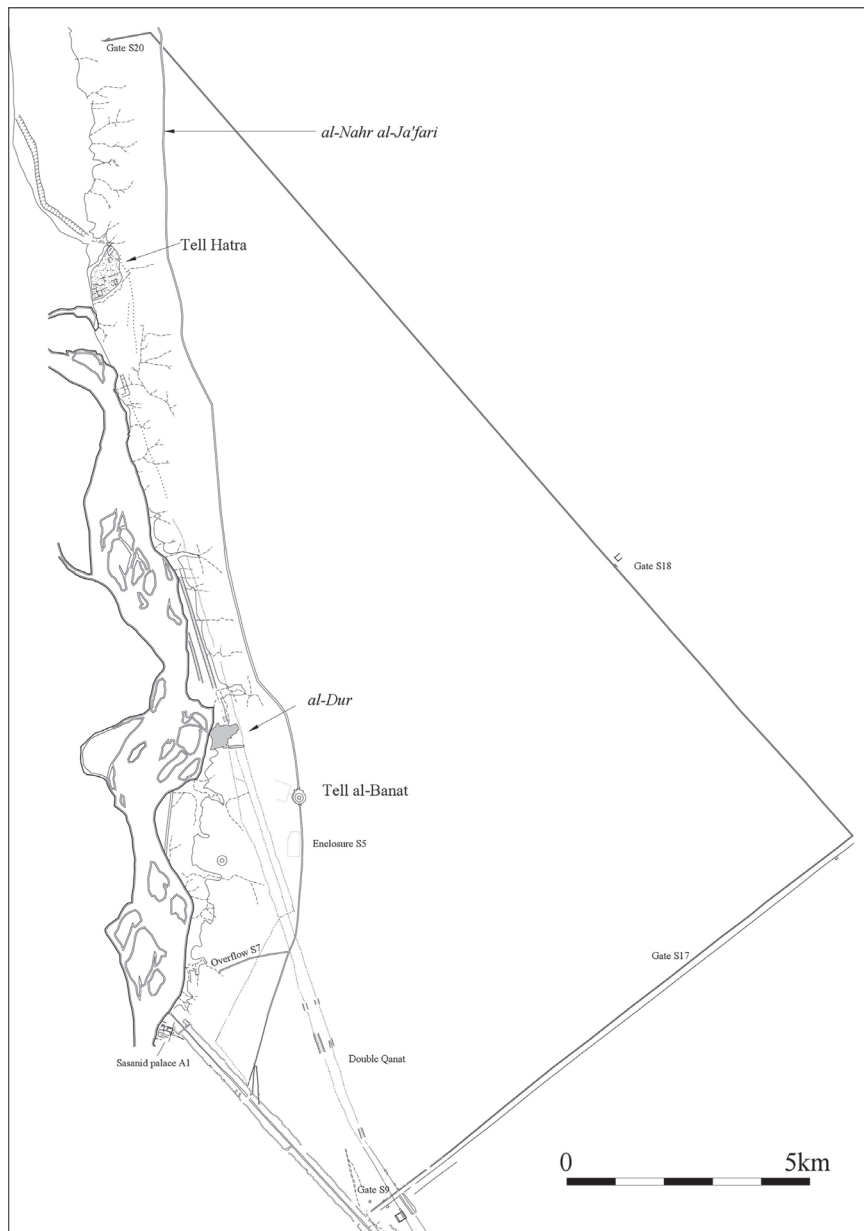 Gate S20
al-Nahr al-Ja'fari
Tell Hatra
Gate S18
al-Dur
Tell al-Banat
Enclosure S5
Overflow S7
Gate S17
Sasanid palace A1
Double Qanat
Gate S9
0 5km